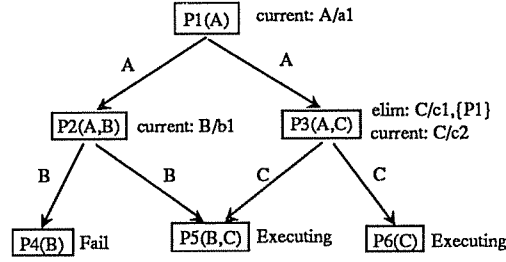 P1(A) current: A/a1
A A
P2(A,B) current: B/b1 P3(A,C) elim: C/c1,{P1}
current: C/c2
B B C C
P4(B) Fail P5(B,C) Executing P6(C) Executing